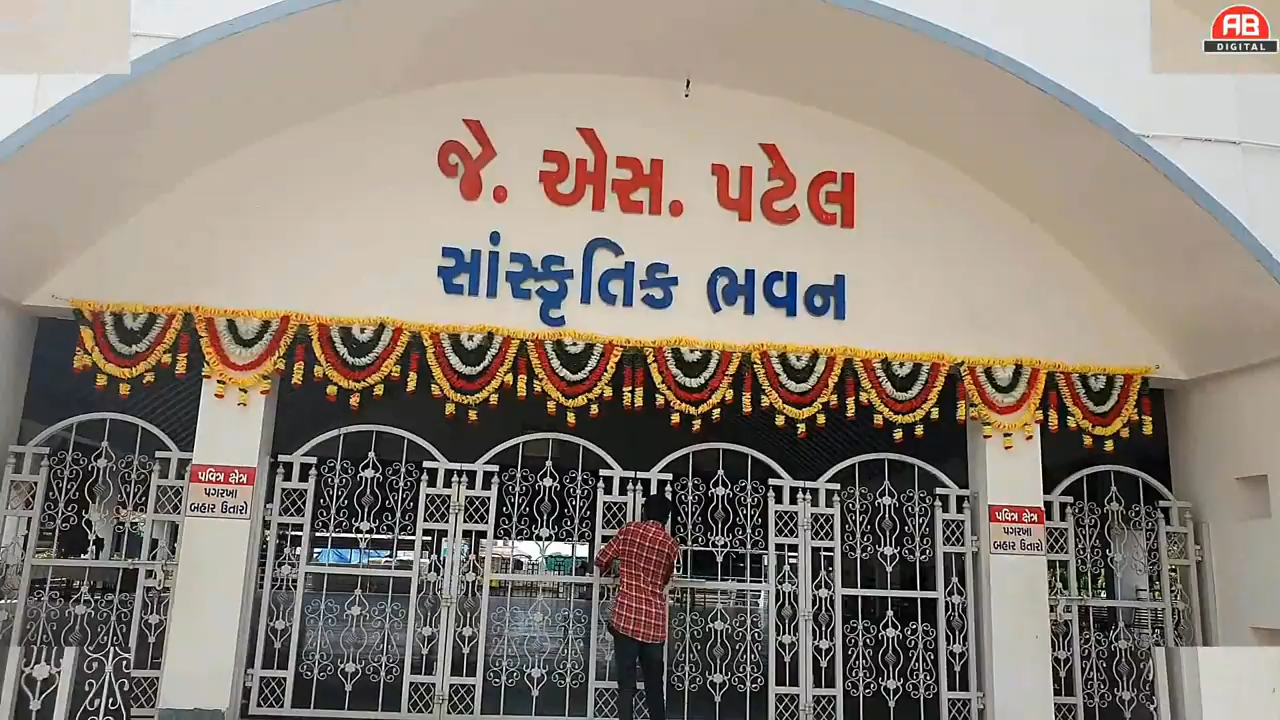 AB
DIGITAL
જે. એસ. પટેલ
સાંસ્કૃતિક ભવન
પવિત્ર ક્ષેત્ર
પગરખા
બહાર ઉતારો
પવિત્ર ક્ષેત્ર
પગરખા
બહાર ઉતારો